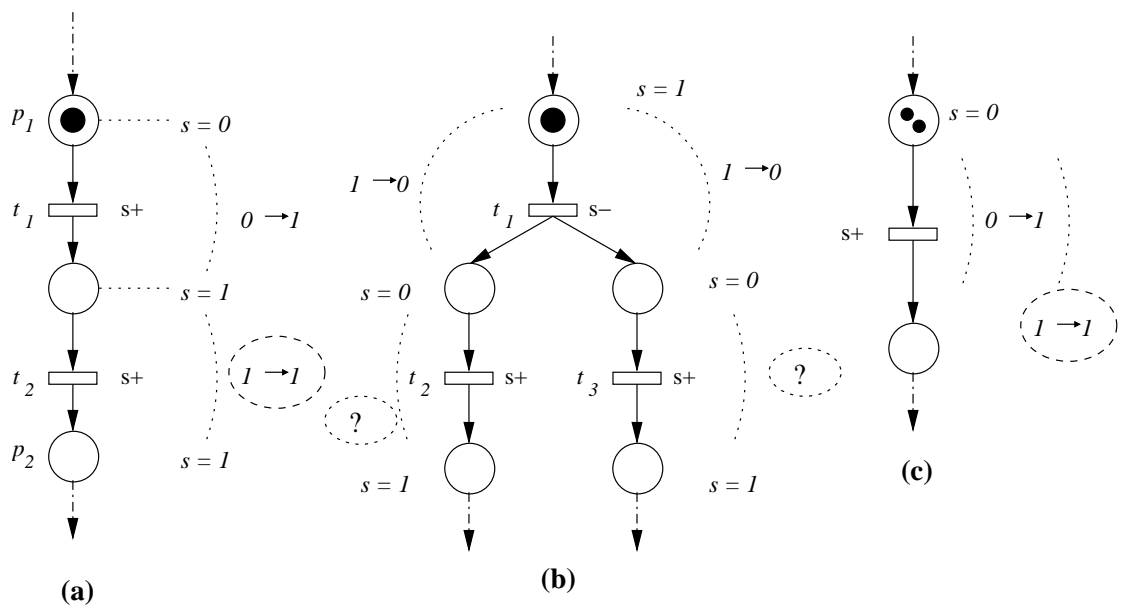 p1
s = 0
t1
s+
0 → 1
s = 1
t2
s+
1 → 1
p2
s = 1
(a)
s = 1
1 → 0
1 → 0
t1
s−
s = 0
s = 0
t2
s+
t3
s+
?
?
s = 1
s = 1
(b)
s = 0
s+
0 → 1
1 → 1
(c)